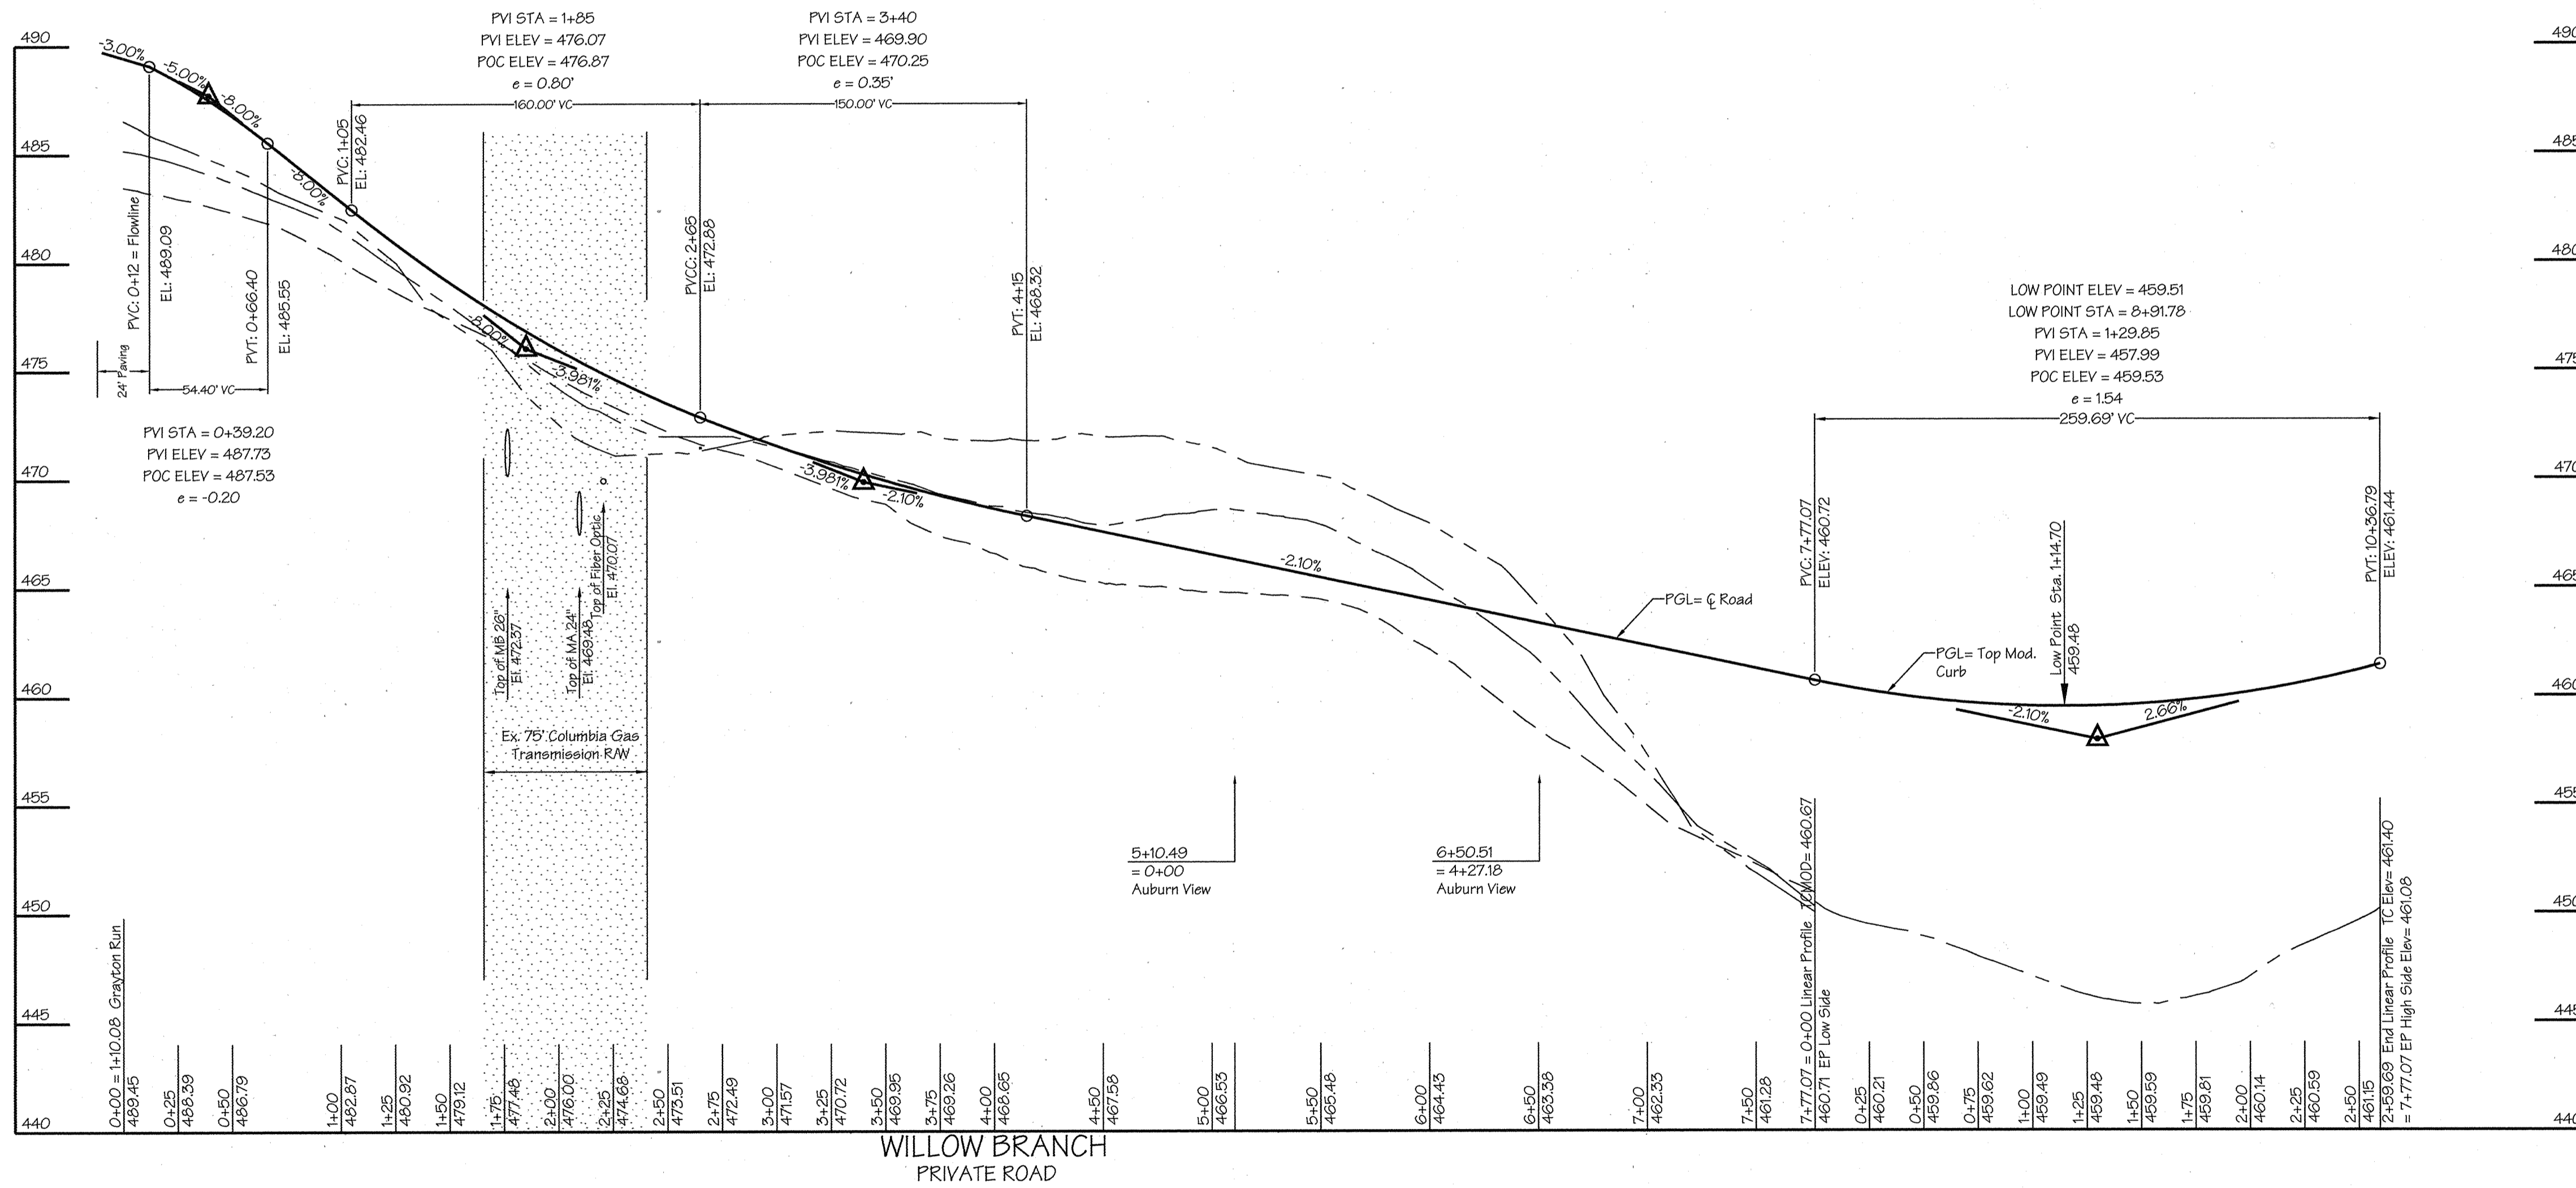 PVI STA = 1+85
PVI ELEV = 476.07
POC ELEV = 476.87
e = 0.80'
160.00' VC
PVI STA = 3+40
PVI ELEV = 469.90
POC ELEV = 470.25
e = 0.35'
150.00' VC
490
485
480
475
470
465
460
455
450
445
440
-3.00%
-5.00%
-8.00%
-8.00%
PVC: 0+12 = Flowline
EL: 489.09
PVT: 0+66.40
EL: 485.55
24' Paving
54.40' VC
PVI STA = 0+39.20
PVI ELEV = 487.73
POC ELEV = 487.53
e = -0.20
PVC: 1+05
EL: 482.46
-8.00%
-3.981%
PVCC: 2+65
EL: 472.88
-3.981%
-2.10%
PVT: 4+15
EL: 468.32
Top of MB 26"
El. 472.37
Top of MA 24"
El. 469.48
Top of Fiber Optic
El. 470.07
Ex. 75' Columbia Gas
Transmission R/W
-2.10%
PGL= ℄ Road
5+10.49
= 0+00
Auburn View
6+50.51
= 4+27.18
Auburn View
LOW POINT ELEV = 459.51
LOW POINT STA = 8+91.78
PVI STA = 1+29.85
PVI ELEV = 457.99
POC ELEV = 459.53
e = 1.54
259.69' VC
PVC: 7+77.07
ELEV: 460.72
PGL= Top Mod.
Curb
Low Point Sta. 1+14.70
459.48
-2.10%
2.66%
PVT: 10+36.79
ELEV: 461.44
0+00 = 1+10.08 Grayton Run
489.45
0+25
488.39
0+50
486.79
1+00
482.87
1+25
480.92
1+50
479.12
1+75
477.48
2+00
476.00
2+25
474.68
2+50
473.51
2+75
472.49
3+00
471.57
3+25
470.72
3+50
469.95
3+75
469.26
4+00
468.65
4+50
467.58
5+00
466.53
5+50
465.48
6+00
464.43
6+50
463.38
7+00
462.33
7+50
461.28
7+77.07 = 0+00 Linear Profile TCMOD= 460.67
460.71 EP Low Side
0+25
460.21
0+50
459.86
0+75
459.62
1+00
459.49
1+25
459.48
1+50
459.59
1+75
459.81
2+00
460.14
2+25
460.59
2+50
461.15
2+59.69 End Linear Profile TC Elev= 461.40
= 7+77.07 EP High Side Elev= 461.08
WILLOW BRANCH
PRIVATE ROAD